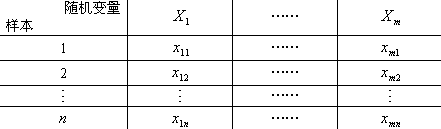 随机变量 X₁ …… Xₘ
样本
1 x₁₁ …… xₘ₁
2 x₁₂ …… xₘ₂
⋮ ⋮ …… ⋮
n x₁ₙ …… xₘₙ